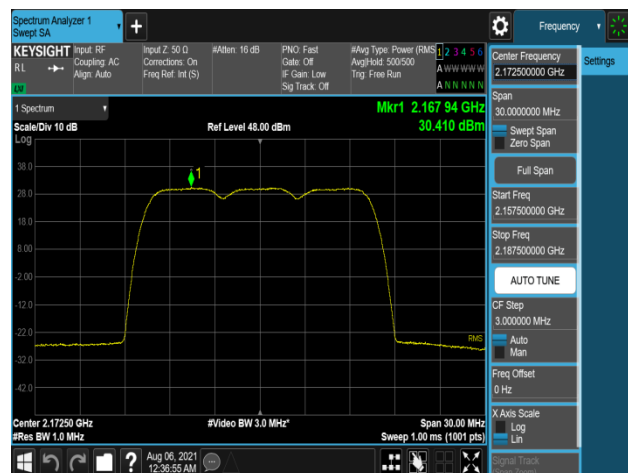 Spectrum Analyzer 1
Swept SA
Frequency
KEYSIGHT
RL
LXI
Input: RF
Coupling: AC
Align: Auto
Input Z: 50 Ω
Corrections: On
Freq Ref: Int (S)
#Atten: 16 dB
PNO: Fast
Gate: Off
IF Gain: Low
Sig Track: Off
#Avg Type: Power (RMS
Avg|Hold: 500/500
Trig: Free Run
1 2 3 4 5 6
A W W W W W
A N N N N N
1 Spectrum
Scale/Div 10 dB
Log
Ref Level 48.00 dBm
Mkr1 2.167 94 GHz
30.410 dBm
1
38.0
28.0
18.0
8.00
-2.00
-12.0
-22.0
-32.0
-42.0
RMS
Center 2.17250 GHz
#Res BW 1.0 MHz
#Video BW 3.0 MHz*
Span 30.00 MHz
Sweep 1.00 ms (1001 pts)
Aug 06, 2021
12:36:55 AM
Center Frequency
2.172500000 GHz
Settings
Span
30.0000000 MHz
Swept Span
Zero Span
Full Span
Start Freq
2.157500000 GHz
Stop Freq
2.187500000 GHz
AUTO TUNE
CF Step
3.000000 MHz
Auto
Man
Freq Offset
0 Hz
X Axis Scale
Log
Lin
Signal Track